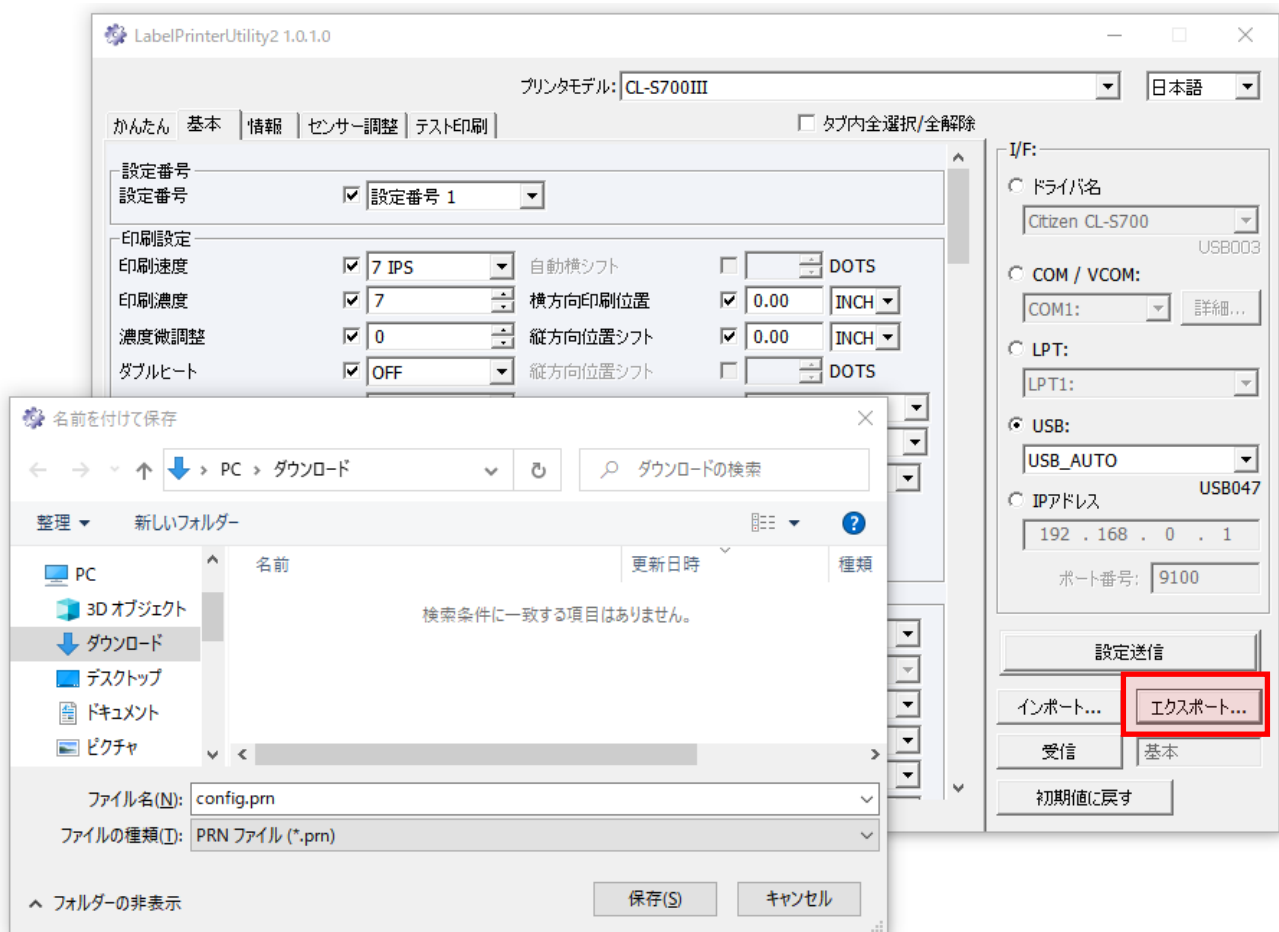 LabelPrinterUtility2 1.0.1.0
プリンタモデル: CL-S700III 日本語
かんたん 基本 情報 センサー調整 テスト印刷 タブ内全選択/全解除
設定番号
設定番号 設定番号 1
印刷設定
印刷速度 7 IPS 自動横シフト DOTS
印刷濃度 7 横方向印刷位置 0.00 INCH
濃度微調整 0 縦方向位置シフト 0.00 INCH
ダブルヒート OFF 縦方向位置シフト DOTS
I/F:
ドライバ名
Citizen CL-S700
USB003
COM / VCOM:
COM1: 詳細...
LPT:
LPT1:
USB:
USB_AUTO
USB047
IPアドレス
192 . 168 . 0 . 1
ポート番号: 9100
設定送信
インポート... エクスポート...
受信 基本
初期値に戻す
名前を付けて保存
PC › ダウンロード ダウンロードの検索
整理 新しいフォルダー
名前 更新日時 種類
検索条件に一致する項目はありません。
PC
3D オブジェクト
ダウンロード
デスクトップ
ドキュメント
ピクチャ
ファイル名(N): config.prn
ファイルの種類(T): PRN ファイル (*.prn)
フォルダーの非表示 保存(S) キャンセル